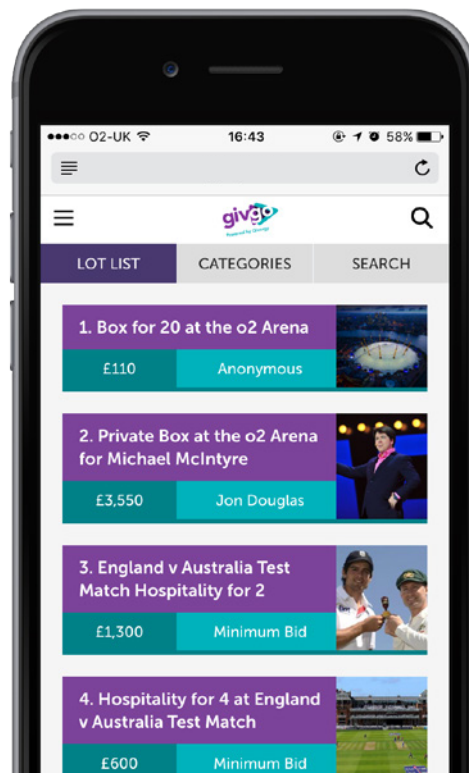 O2-UK 16:43 58%
givgo
LOT LIST CATEGORIES SEARCH
1. Box for 20 at the o2 Arena
£110 Anonymous
2. Private Box at the o2 Arena
for Michael McIntyre
£3,550 Jon Douglas
3. England v Australia Test
Match Hospitality for 2
£1,300 Minimum Bid
4. Hospitality for 4 at England
v Australia Test Match
£600 Minimum Bid